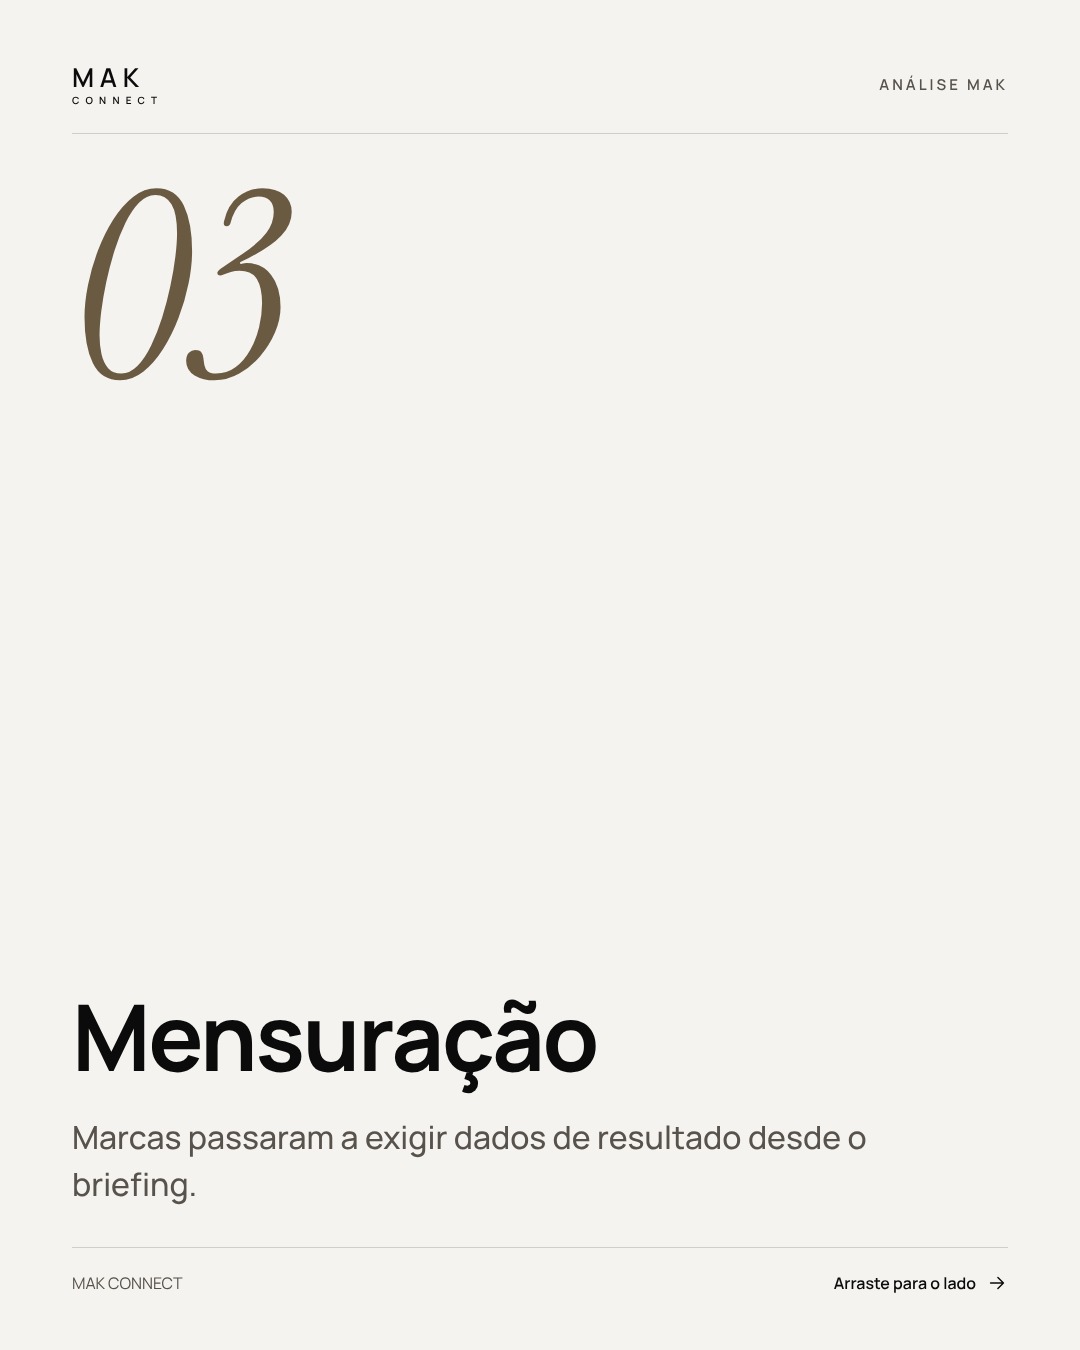 MAK
CONNECT
ANÁLISE MAK
03
Mensuração
Marcas passaram a exigir dados de resultado desde o
briefing.
MAK CONNECT
Arraste para o lado →